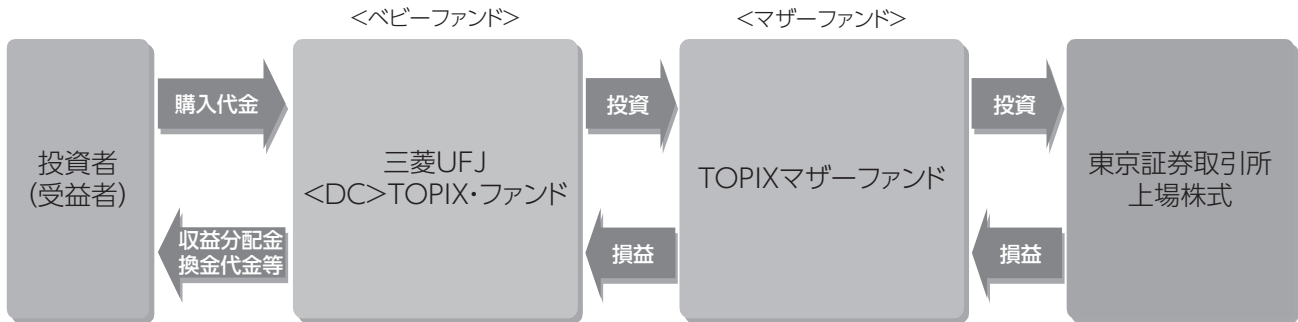 <ベビーファンド>
<マザーファンド>
投資者
(受益者)
購入代金
収益分配金
換金代金等
三菱UFJ
<DC>TOPIX・ファンド
投資
損益
TOPIXマザーファンド
投資
損益
東京証券取引所
上場株式